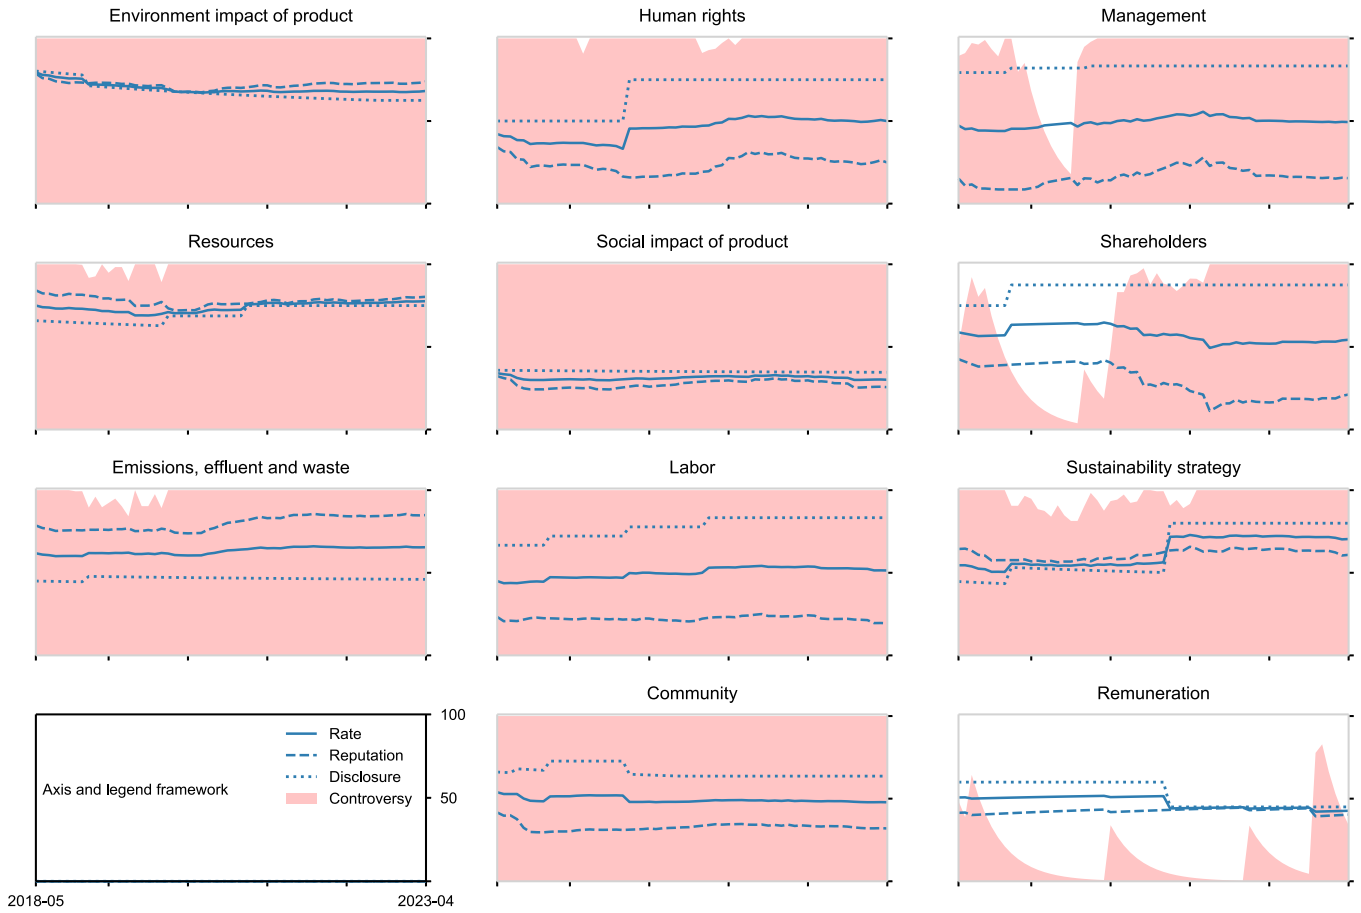 Environment impact of product
Human rights
Management
Resources
Social impact of product
Shareholders
Emissions, effluent and waste
Labor
Sustainability strategy
Community
Remuneration
100
Rate
Reputation
Disclosure
Axis and legend framework
50
Controversy
0
2018-05
2023-04